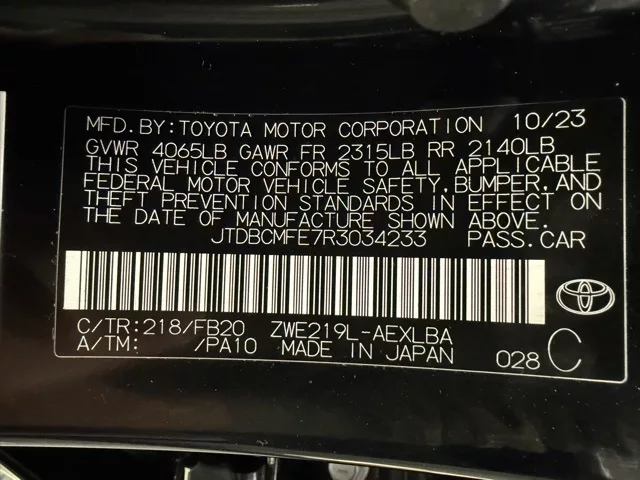 MFD.BY:TOYOTA MOTOR CORPORATION 10/23
GVWR 4065LB GAWR FR 2315LB RR 2140LB
THIS VEHICLE CONFORMS TO ALL APPLICABLE
FEDERAL MOTOR VEHICLE SAFETY,BUMPER,AND
THEFT PREVENTION STANDARDS IN EFFECT ON
THE DATE OF MANUFACTURE SHOWN ABOVE.
JTDBCMFE7R3034233 PASS.CAR
C/TR:218/FB20 ZWE219L-AEXLBA
A/TM: /PA10 MADE IN JAPAN 028 C